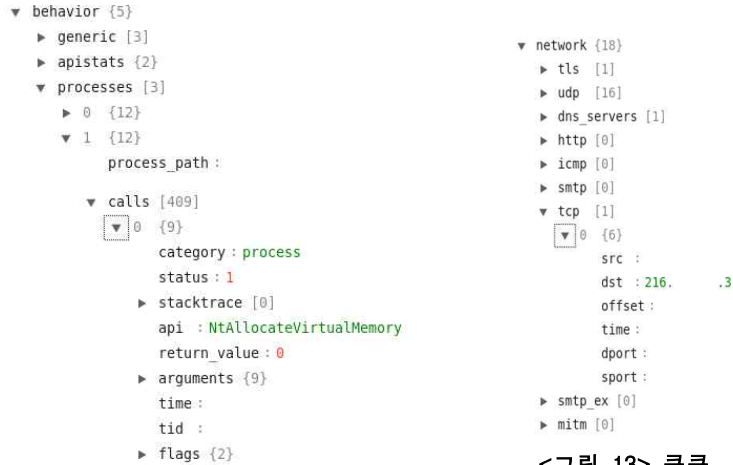 ▼ behavior {5}
▶ generic [3]
▶ apistats {2}
▼ processes [3]
▶ 0 {12}
▼ 1 {12}
process_path :
▼ calls [409]
▼ 0 {9}
category : process
status : 1
▶ stacktrace [0]
api : NtAllocateVirtualMemory
return_value : 0
▶ arguments {9}
time :
tid :
▶ flags {2}
▼ network {18}
▶ tls [1]
▶ udp [16]
▶ dns_servers [1]
▶ http [0]
▶ icmp [0]
▶ smtp [0]
▼ tcp [1]
▼ 0 {6}
src :
dst : 216. .3
offset :
time :
dport :
sport :
▶ smtp_ex [0]
▶ mitm [0]
<그림 13>